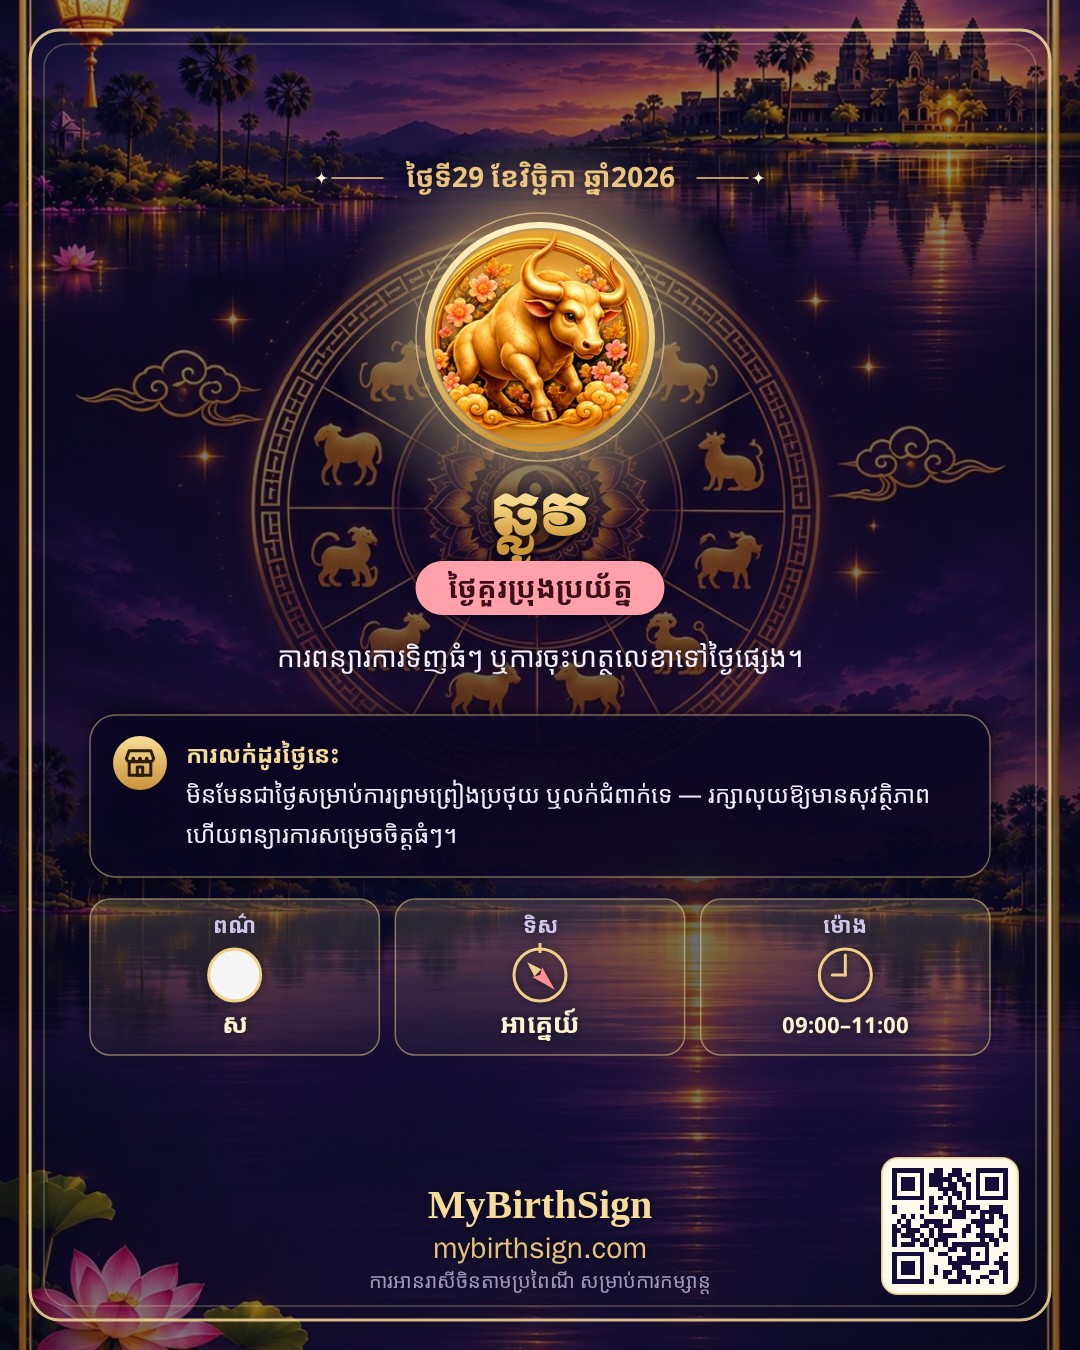 ថ្ងៃទី29 ខែវិច្ឆិកា ឆ្នាំ2026
ឆ្លូវ
ថ្ងៃគួរប្រុងប្រយ័ត្ន
ការពន្យារការទិញធំៗ ឬការចុះហត្ថលេខាទៅថ្ងៃផ្សេង។
ការលក់ដូរថ្ងៃនេះ
មិនមែនជាថ្ងៃសម្រាប់ការព្រមព្រៀងប្រថុយ ឬលក់ជំពាក់ទេ — រក្សាលុយឱ្យមានសុវត្ថិភាព
ហើយពន្យារការសម្រេចចិត្តធំៗ។
ពណ៌
ទិស
ម៉ោង
ស
អាគ្នេយ៍
09:00–11:00
MyBirthSign
mybirthsign.com
ការអានរាសីចិនតាមប្រពៃណី សម្រាប់ការកម្សាន្ត